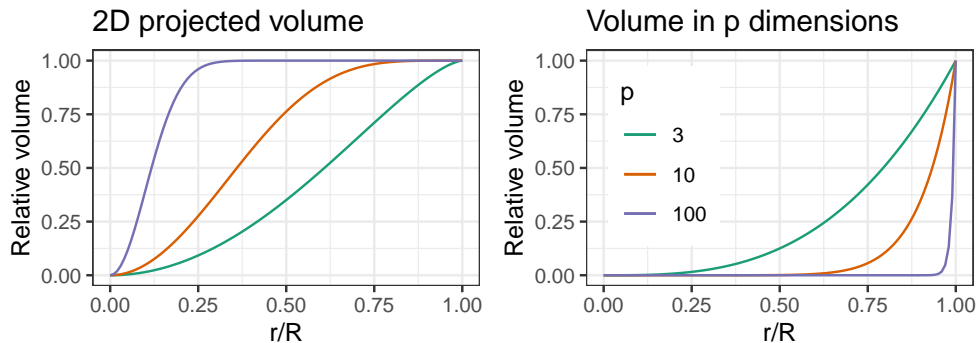 2D projected volume
1.00
0.75
0.50
0.25
0.00
Relative volume
0.00 0.25 0.50 0.75 1.00
r/R
Volume in p dimensions
1.00
0.75
0.50
0.25
0.00
Relative volume
p
3
10
100
0.00 0.25 0.50 0.75 1.00
r/R